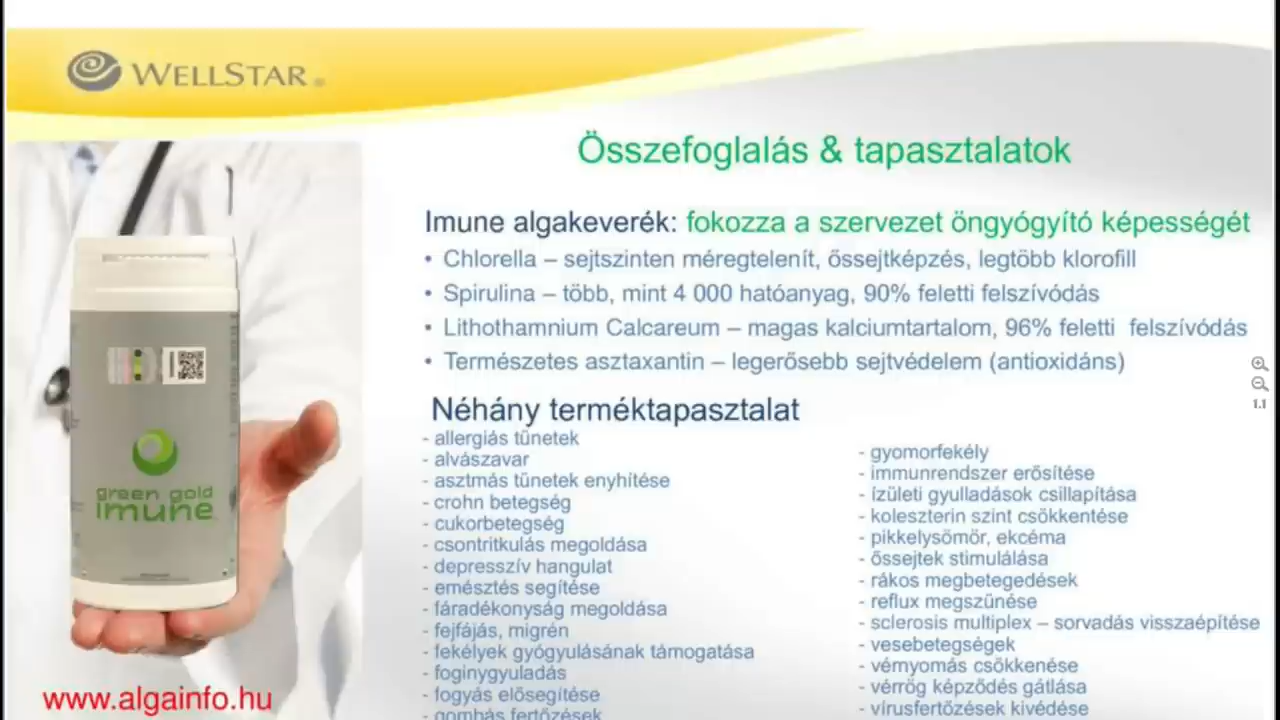 WELLSTAR
Összefoglalás & tapasztalatok
Imune algakeverék: fokozza a szervezet öngyógyító képességét
• Chlorella – sejtszinten méregtelenít, őssejtképzés, legtöbb klorofill
• Spirulina – több, mint 4 000 hatóanyag, 90% feletti felszívódás
• Lithothamnium Calcareum – magas kalciumtartalom, 96% feletti felszívódás
• Természetes asztaxantin – legerősebb sejtvédelem (antioxidáns)
Néhány terméktapasztalat
- allergiás tünetek
- alvászavar
- asztmás tünetek enyhítése
- crohn betegség
- cukorbetegség
- csontritkulás megoldása
- depresszív hangulat
- emésztés segítése
- fáradékonyság megoldása
- fejfájás, migrén
- fekélyek gyógyulásának támogatása
- foginygyuladás
- fogyás elősegítése
- gombás fertőzések
- gyomorfekély
- immunrendszer erősítése
- ízületi gyulladások csillapítása
- koleszterin szint csökkentése
- pikkelysömör, ekcéma
- őssejtek stimulálása
- rákos megbetegedések
- reflux megszűnése
- sclerosis multiplex – sorvadás visszaépítése
- vesebetegségek
- vérnyomás csökkenése
- vérrög képződés gátlása
- vírusfertőzések kivédése
green gold
imune
www.algainfo.hu
1.1